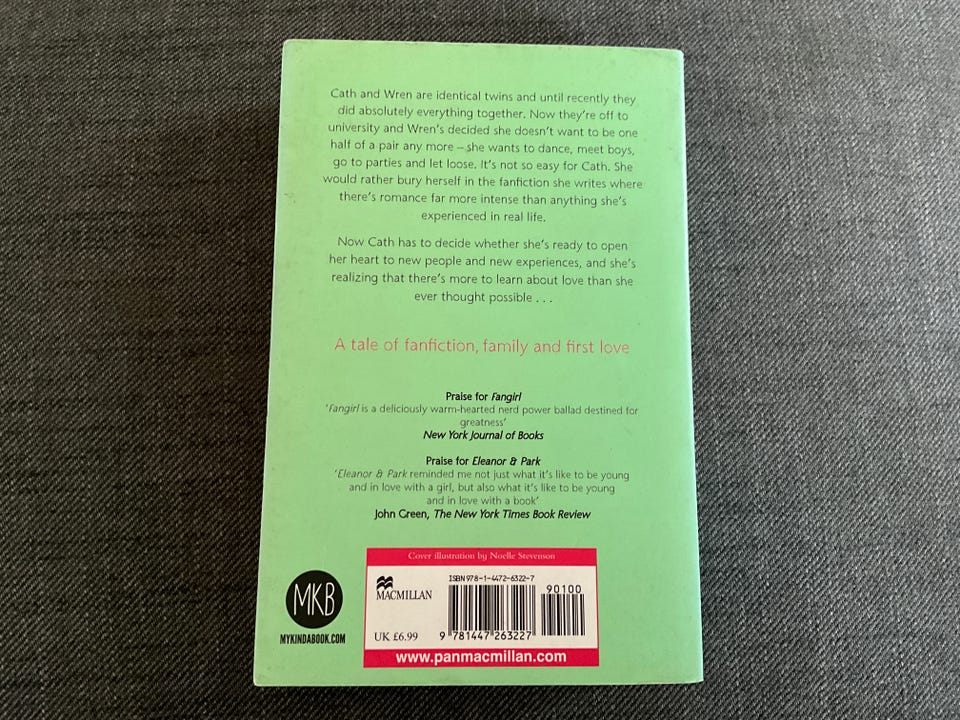 Cath and Wren are identical twins and until recently they
did absolutely everything together. Now they're off to
university and Wren's decided she doesn't want to be one
half of a pair any more – she wants to dance, meet boys,
go to parties and let loose. It's not so easy for Cath. She
would rather bury herself in the fanfiction she writes where
there's romance far more intense than anything she's
experienced in real life.
Now Cath has to decide whether she's ready to open
her heart to new people and new experiences, and she's
realizing that there's more to learn about love than she
ever thought possible . . .
A tale of fanfiction, family and first love
Praise for Fangirl
'Fangirl is a deliciously warm-hearted nerd power ballad destined for
greatness'
New York Journal of Books
Praise for Eleanor & Park
'Eleanor & Park reminded me not just what it's like to be young
and in love with a girl, but also what it's like to be young
and in love with a book'
John Green, The New York Times Book Review
Cover illustration by Noelle Stevenson
MKB
MYKINDABOOK.COM
MACMILLAN
UK £6.99
ISBN 978-1-4472-6322-7
90100
9 781447 263227
www.panmacmillan.com